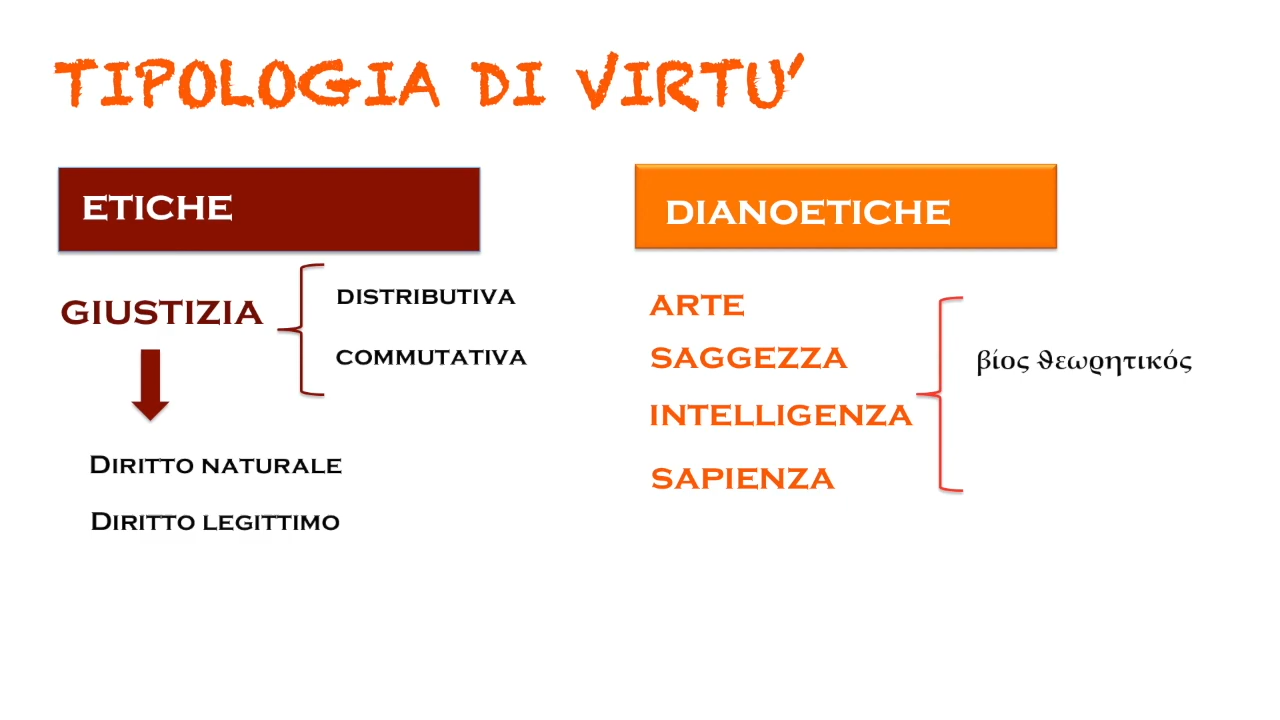 TIPOLOGIA DI VIRTU'
ETICHE
GIUSTIZIA
DISTRIBUTIVA
COMMUTATIVA
DIRITTO NATURALE
DIRITTO LEGITTIMO
DIANOETICHE
ARTE
SAGGEZZA
INTELLIGENZA
SAPIENZA
βίος ϑεωρητικός